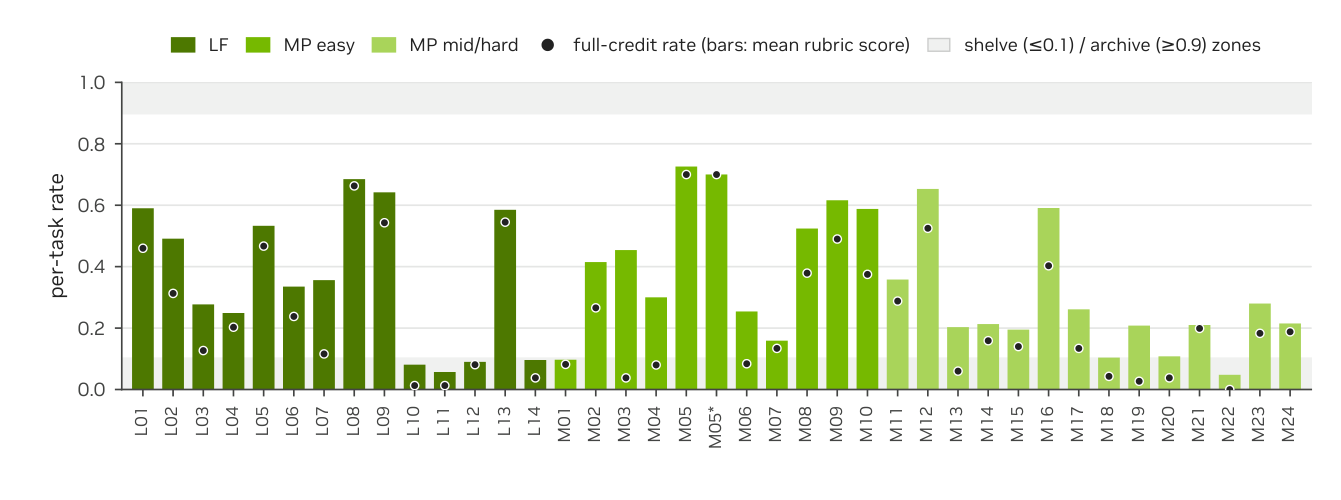 LF MP easy MP mid/hard full-credit rate (bars: mean rubric score) shelve (≤0.1) / archive (≥0.9) zones
per-task rate
1.0
0.8
0.6
0.4
0.2
0.0
L01 L02 L03 L04 L05 L06 L07 L08 L09 L10 L11 L12 L13 L14 M01 M02 M03 M04 M05 M05* M06 M07 M08 M09 M10 M11 M12 M13 M14 M15 M16 M17 M18 M19 M20 M21 M22 M23 M24